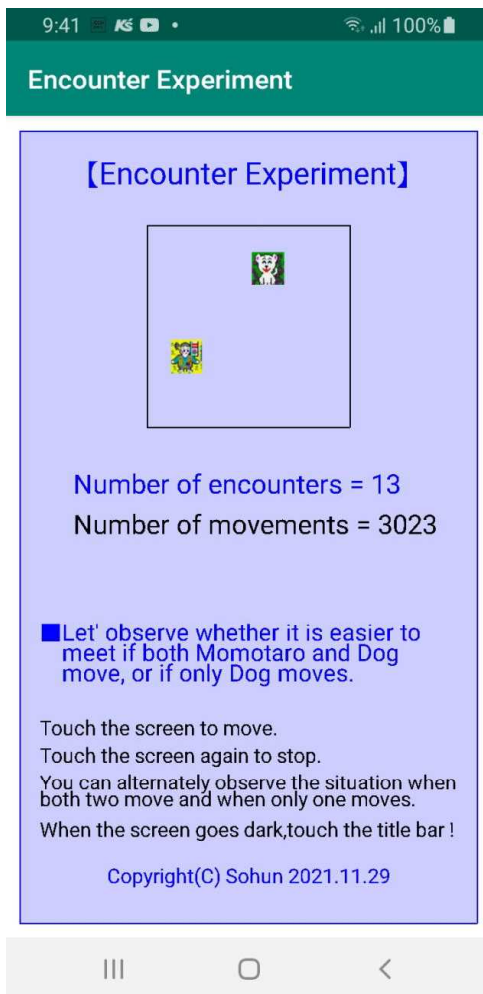 9:41 Ks • 100%
Encounter Experiment
【Encounter Experiment】
Number of encounters = 13
Number of movements = 3023
■Let' observe whether it is easier to
meet if both Momotaro and Dog
move, or if only Dog moves.
Touch the screen to move.
Touch the screen again to stop.
You can alternately observe the situation when
both two move and when only one moves.
When the screen goes dark,touch the title bar !
Copyright(C) Sohun 2021.11.29